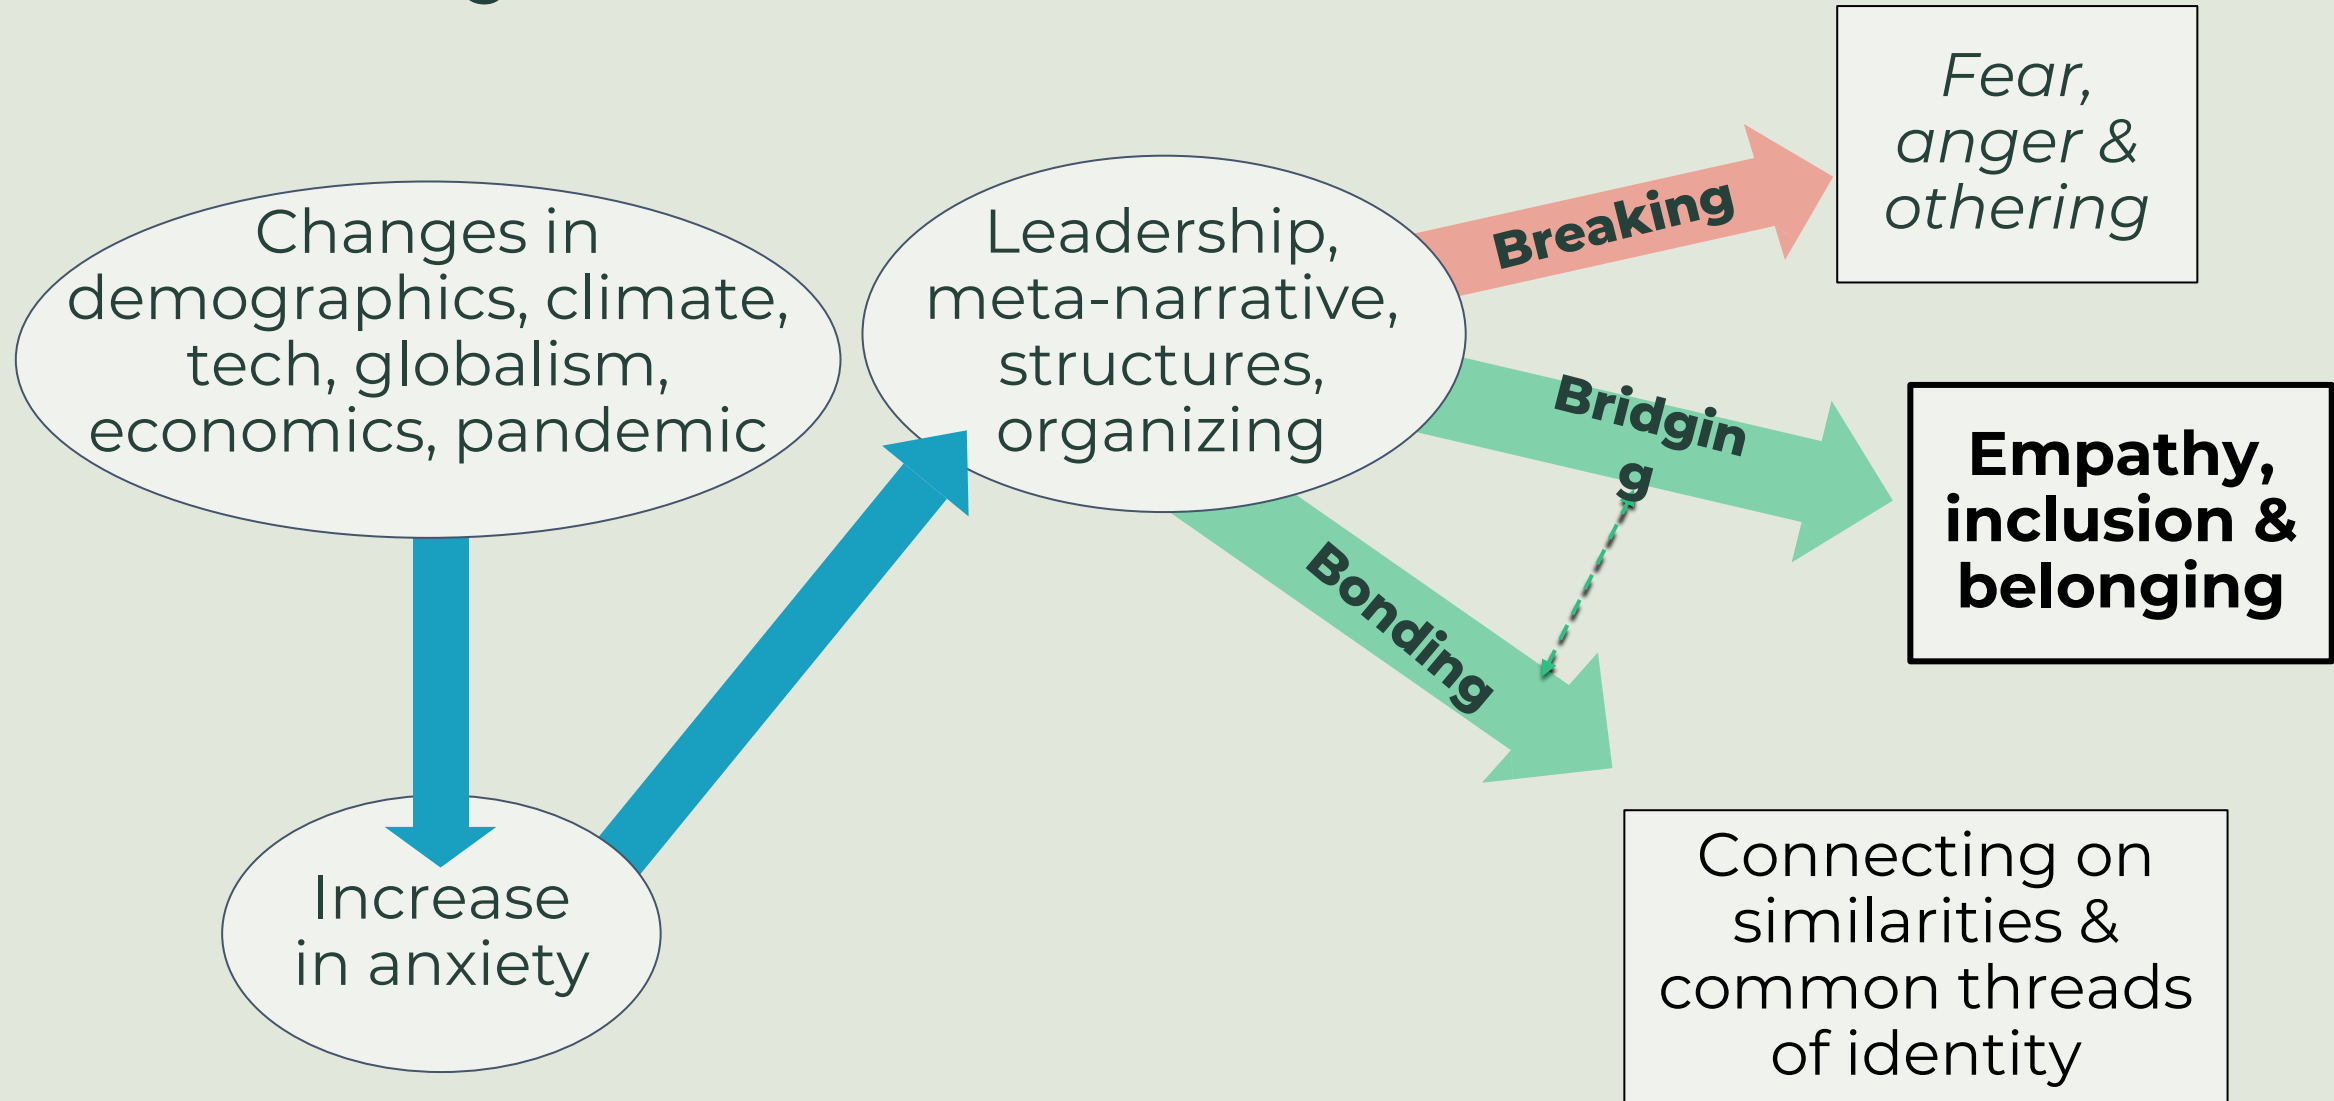 Changes in
demographics, climate,
tech, globalism,
economics, pandemic
Increase
in anxiety
Leadership,
meta-narrative,
structures,
organizing
Breaking
Fear,
anger &
othering
Bridgin
g
Empathy,
inclusion &
belonging
Bonding
Connecting on
similarities &
common threads
of identity